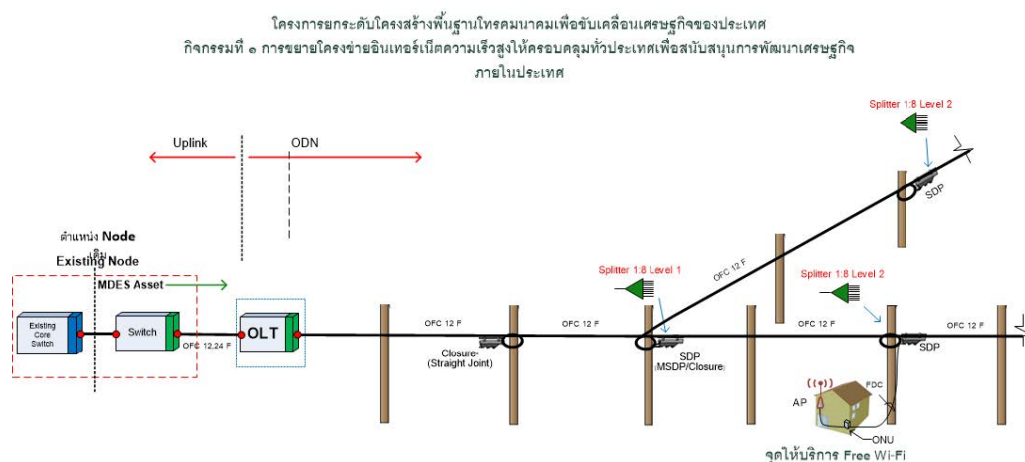 โครงการยกระดับโครงสร้างพื้นฐานโทรคมนาคมเพื่อขับเคลื่อนเศรษฐกิจของประเทศ
กิจกรรมที่ ๑ การขยายโครงข่ายอินเทอร์เน็ตความเร็วสูงให้ครอบคลุมทั่วประเทศเพื่อสนับสนุนการพัฒนาเศรษฐกิจ
ภายในประเทศ
Splitter 1:8 Level 2
Uplink
ODN
SDP
ตำแหน่ง Node
เดิม
Existing Node
MDES Asset
Splitter 1:8 Level 1
OFC 12 F
Splitter 1:8 Level 2
Existing
Core
Switch
Switch
OFC 12,24 F
OLT
OFC 12 F
OFC 12 F
OFC 12 F
OFC 12 F
Closure-
(Straight Joint)
SDP
(MSDP/Closure)
SDP
FDC
AP
ONU
จุดให้บริการ Free Wi-Fi